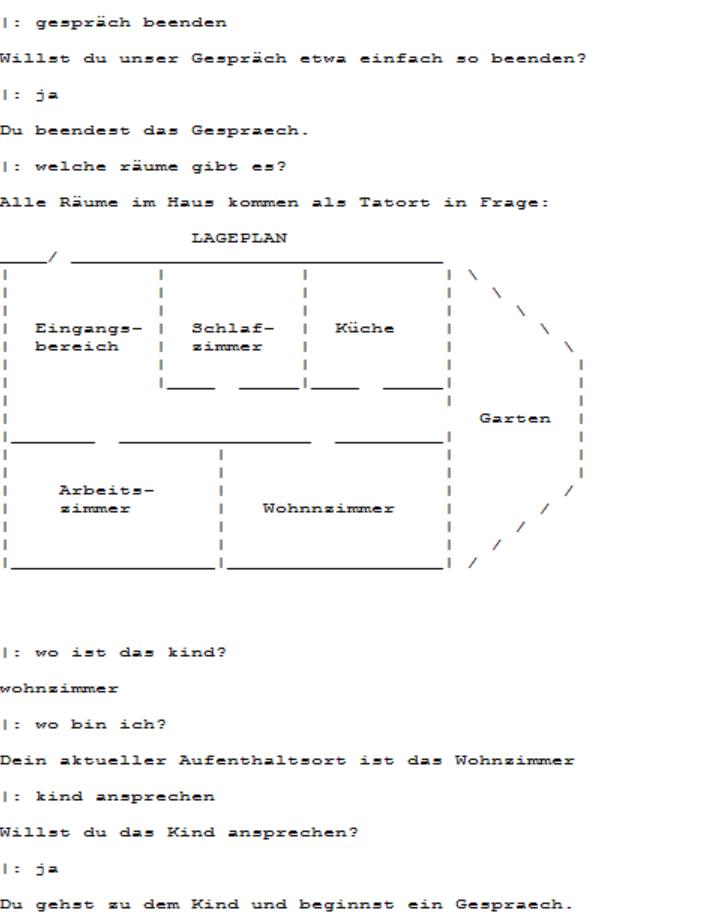 |: gespräch beenden
Willst du unser Gespräch etwa einfach so beenden?
|: ja
Du beendest das Gespraech.
|: welche räume gibt es?
Alle Räume im Haus kommen als Tatort in Frage:
LAGEPLAN
Eingangs- Schlaf- Küche
bereich zimmer
Garten
Arbeits-
zimmer Wohnnzimmer
|: wo ist das kind?
wohnzimmer
|: wo bin ich?
Dein aktueller Aufenthaltsort ist das Wohnzimmer
|: kind ansprechen
Willst du das Kind ansprechen?
|: ja
Du gehst zu dem Kind und beginnst ein Gespraech.